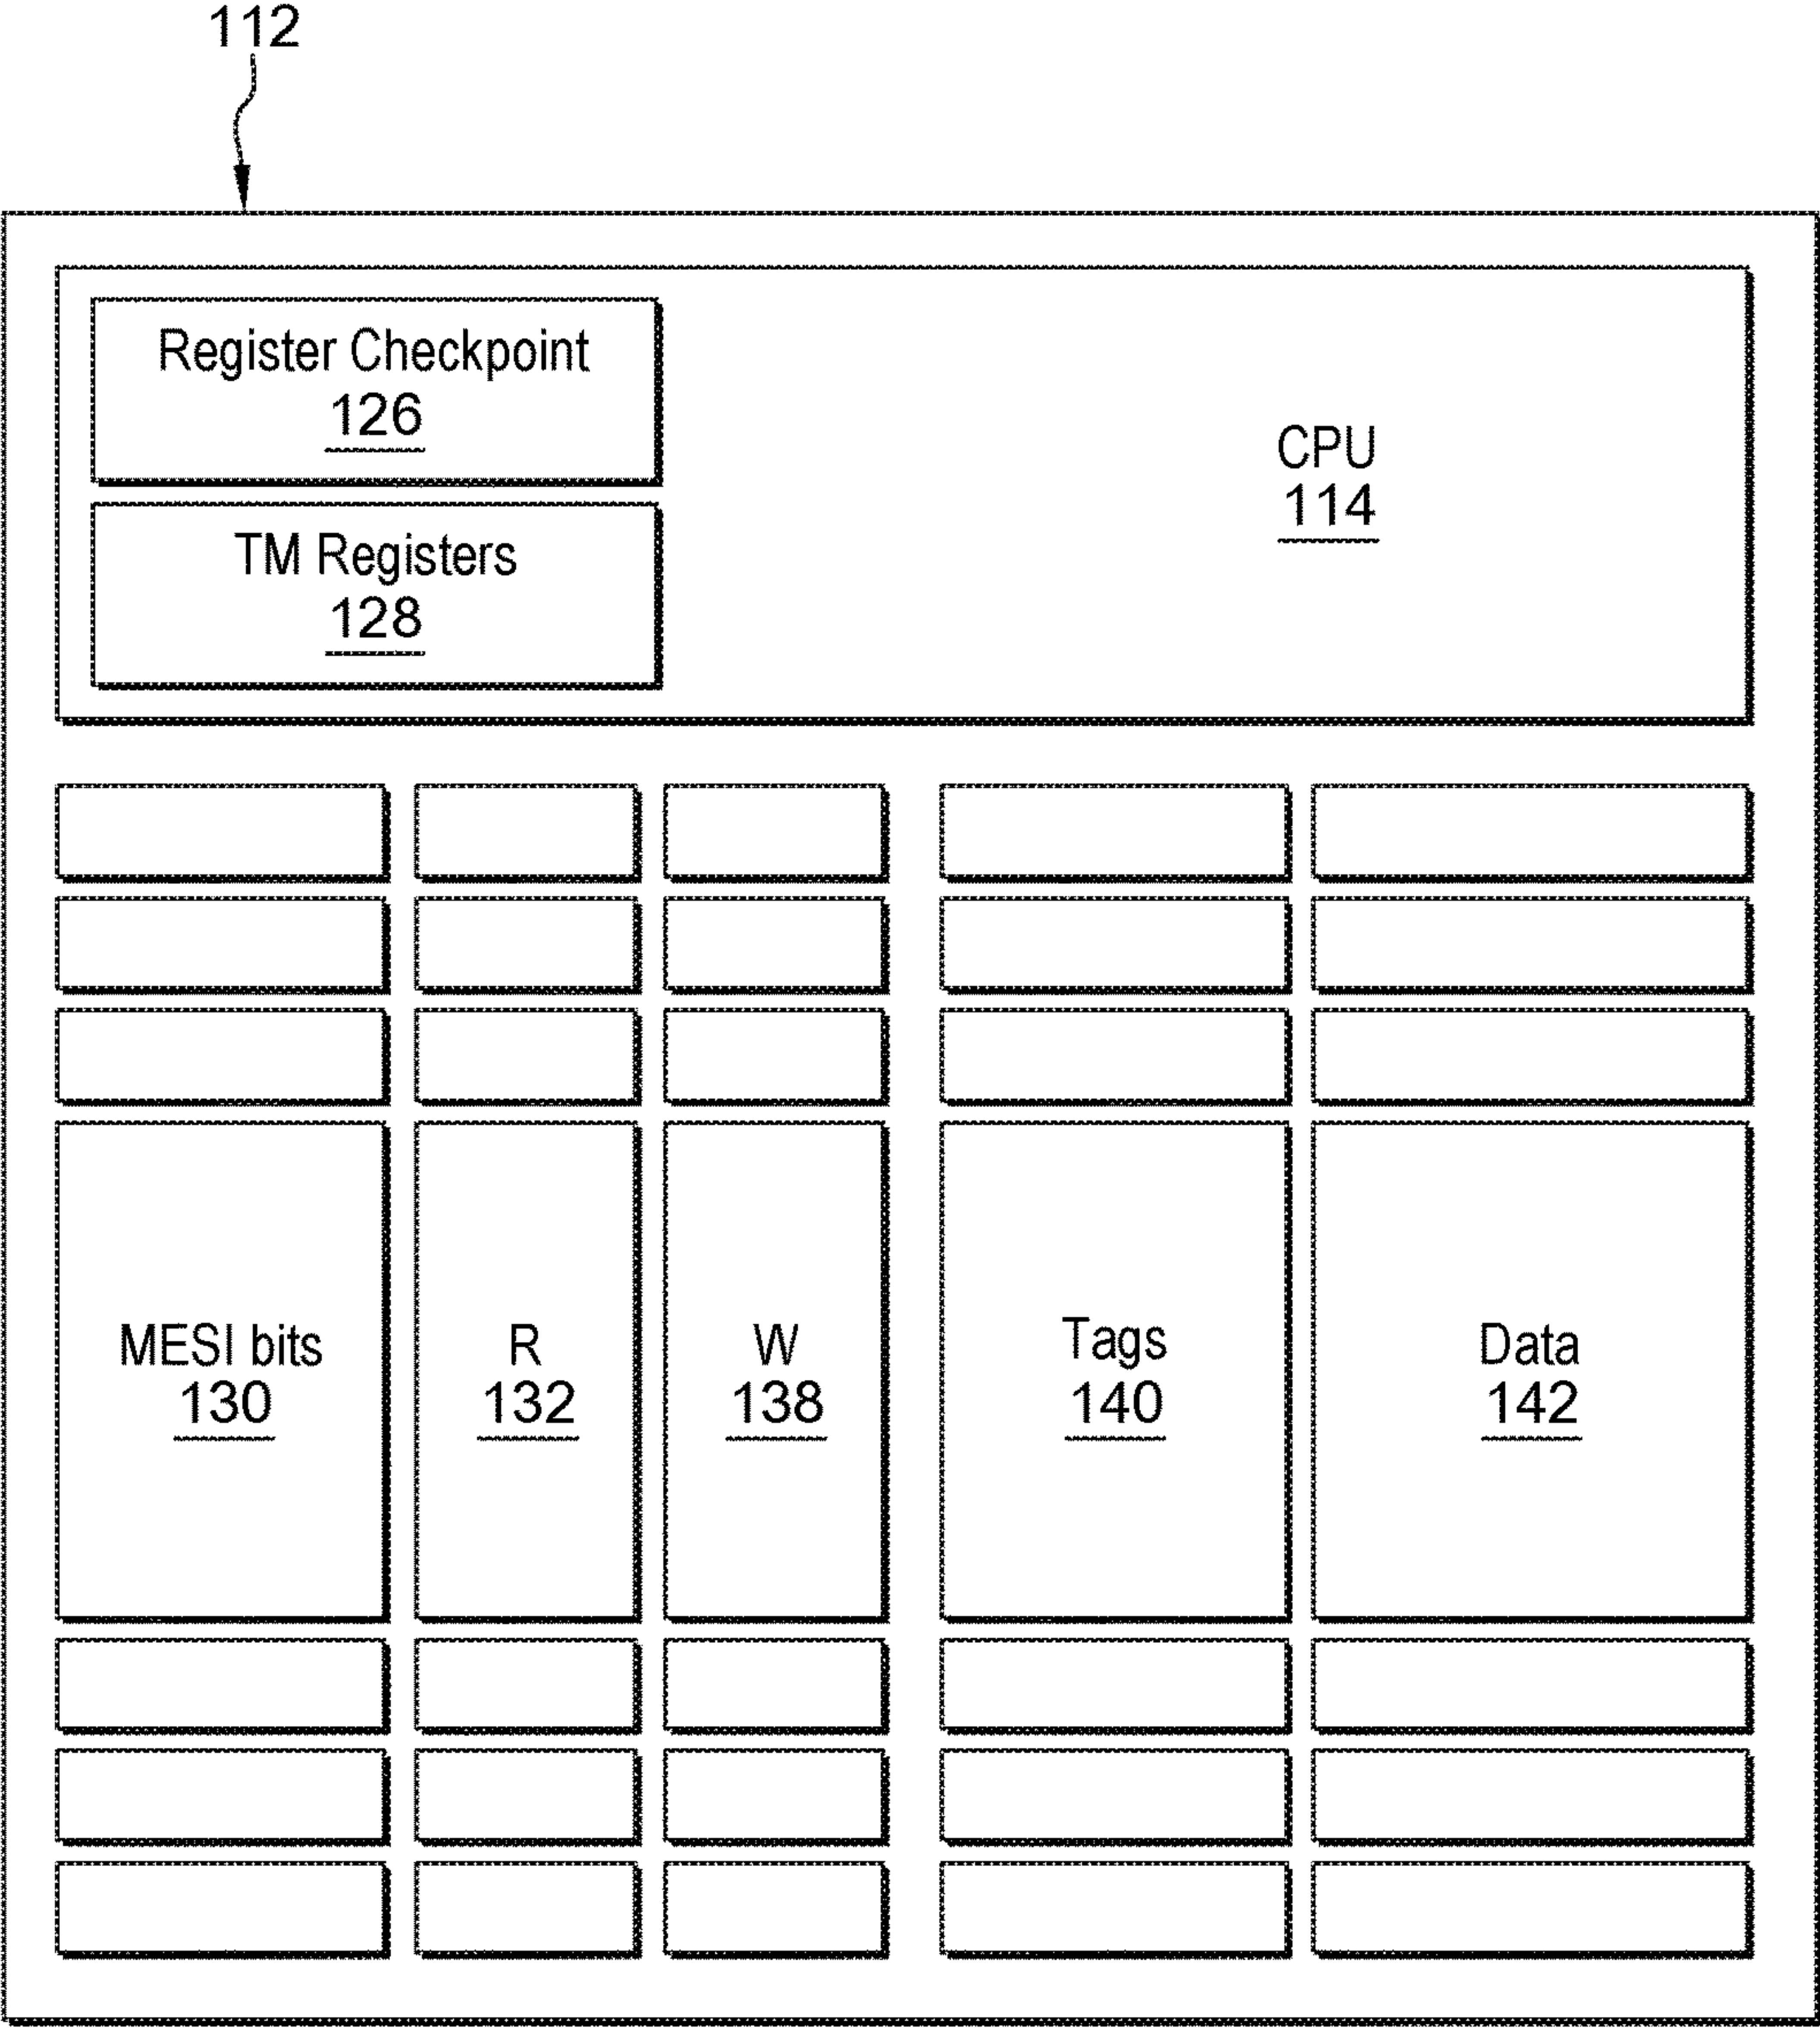 112
Register Checkpoint
126
TM Registers
128
CPU
114
MESI bits
130
R
132
W
138
Tags
140
Data
142